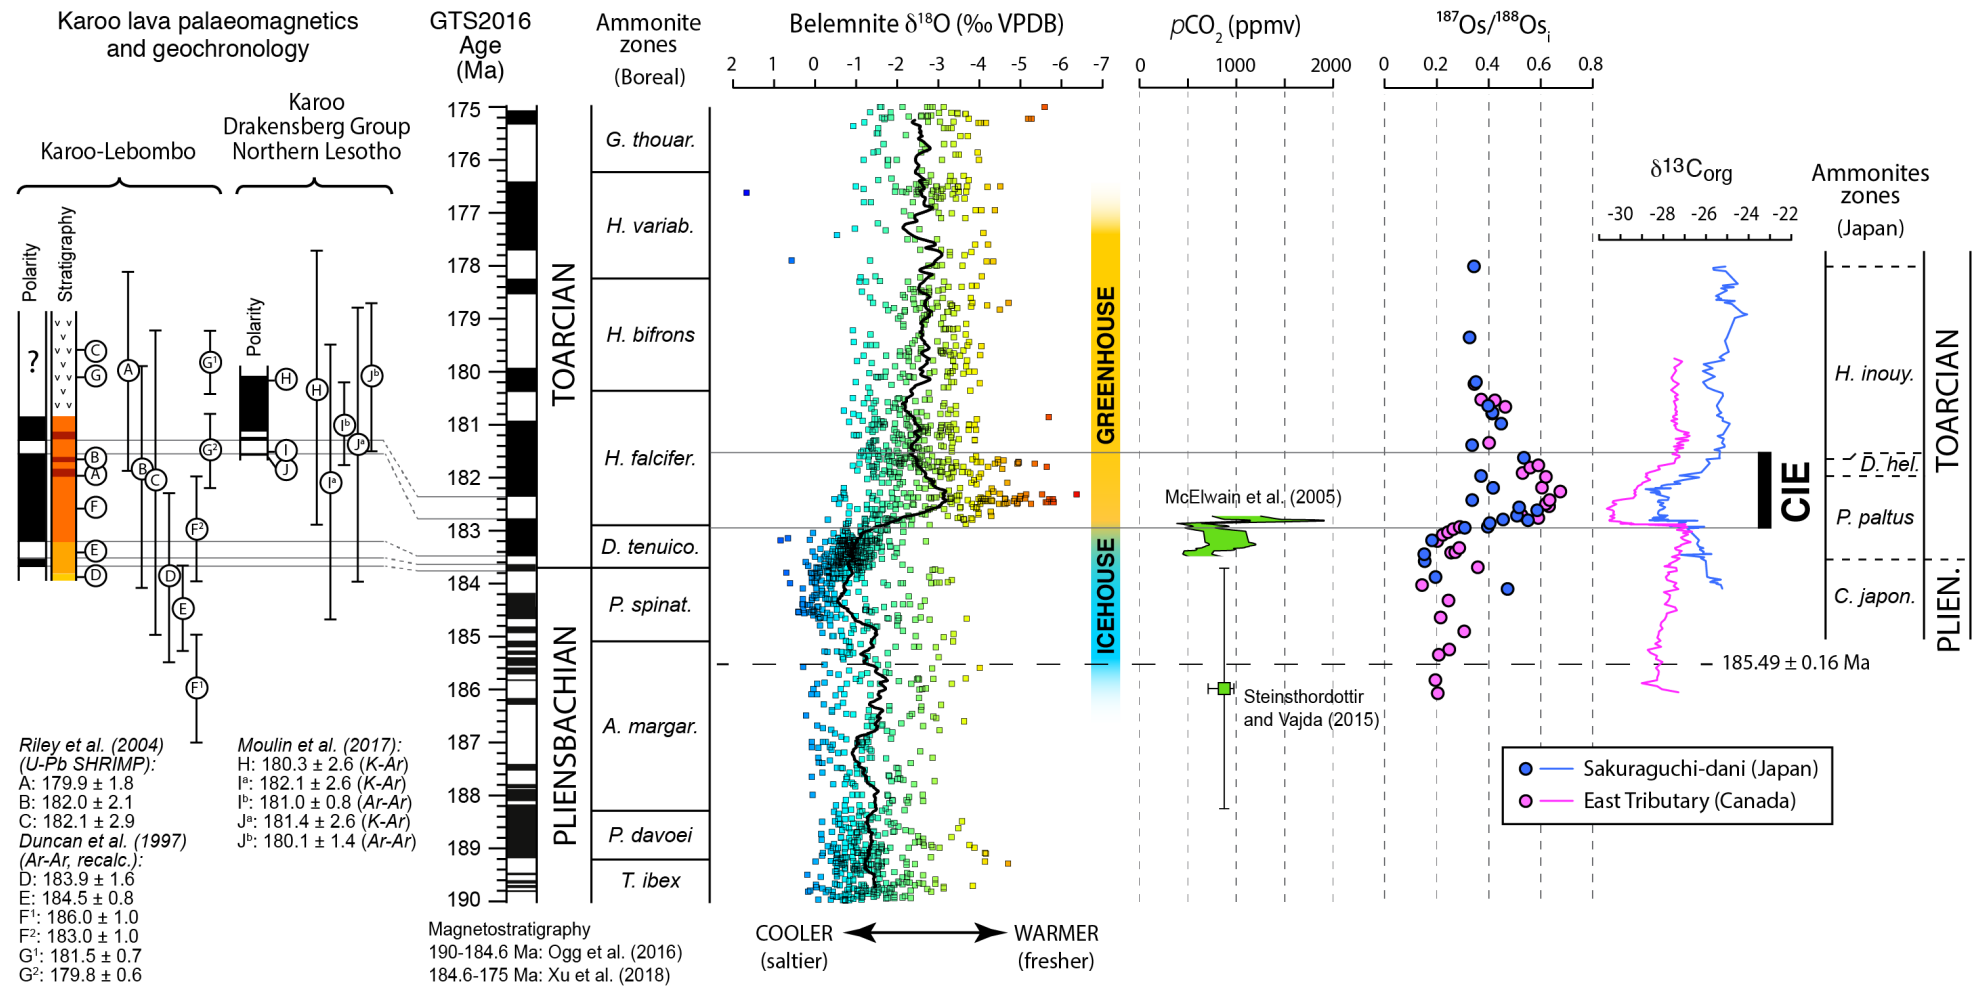 Karoo lava palaeomagnetics
and geochronology
Karoo-Lebombo
Karoo
Drakensberg Group
Northern Lesotho
Polarity
Stratigraphy
Polarity
?
v v v v v v v v v v v
C
G
B
A
F
E
D
A
B
C
D
E
F²
F¹
G¹
G²
H
I
J
H
Iᵃ
Iᵇ
Jᵃ
Jᵇ
Riley et al. (2004)
(U-Pb SHRIMP):
A: 179.9 ± 1.8
B: 182.0 ± 2.1
C: 182.1 ± 2.9
Duncan et al. (1997)
(Ar-Ar, recalc.):
D: 183.9 ± 1.6
E: 184.5 ± 0.8
F¹: 186.0 ± 1.0
F²: 183.0 ± 1.0
G¹: 181.5 ± 0.7
G²: 179.8 ± 0.6
Moulin et al. (2017):
H: 180.3 ± 2.6 (K-Ar)
Iᵃ: 182.1 ± 2.6 (K-Ar)
Iᵇ: 181.0 ± 0.8 (Ar-Ar)
Jᵃ: 181.4 ± 2.6 (K-Ar)
Jᵇ: 180.1 ± 1.4 (Ar-Ar)
GTS2016
Age
(Ma)
175
176
177
178
179
180
181
182
183
184
185
186
187
188
189
190
TOARCIAN
PLIENSBACHIAN
Magnetostratigraphy
190-184.6 Ma: Ogg et al. (2016)
184.6-175 Ma: Xu et al. (2018)
Ammonite
zones
(Boreal)
G. thouar.
H. variab.
H. bifrons
H. falcifer.
D. tenuico.
P. spinat.
A. margar.
P. davoei
T. ibex
Belemnite δ¹⁸O (‰ VPDB)
2 1 0 -1 -2 -3 -4 -5 -6 -7
COOLER
(saltier)
WARMER
(fresher)
GREENHOUSE
ICEHOUSE
pCO₂ (ppmv)
0 1000 2000
McElwain et al. (2005)
Steinsthordottir
and Vajda (2015)
¹⁸⁷Os/¹⁸⁸Osᵢ
0 0.2 0.4 0.6 0.8
δ¹³Corg
-30 -28 -26 -24 -22
CIE
185.49 ± 0.16 Ma
Ammonites
zones
(Japan)
H. inouy.
D. hel.
P. paltus
C. japon.
TOARCIAN
PLIEN.
Sakuraguchi-dani (Japan)
East Tributary (Canada)